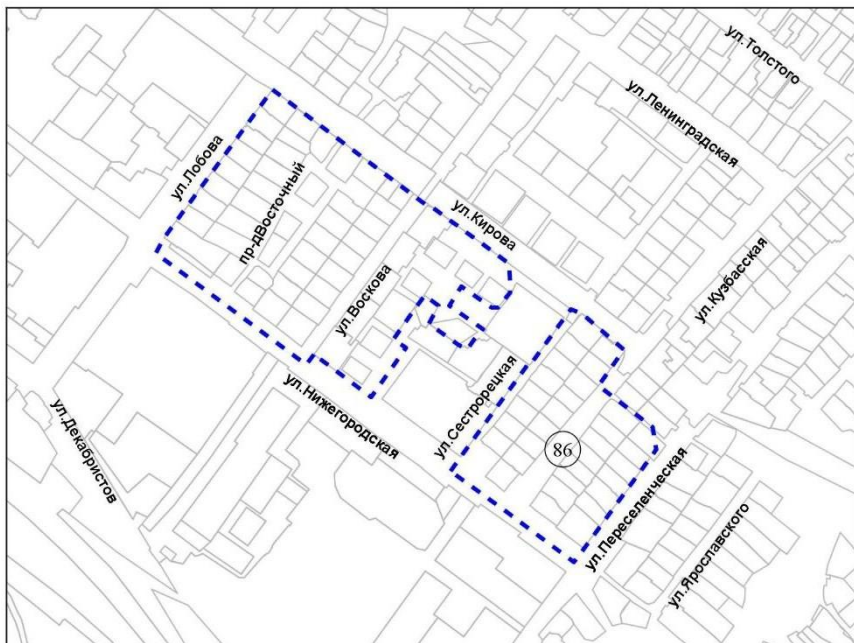 ул.Толстого
ул.Ленинградская
ул.Лобова
пр-дВосточный
ул.Кирова
ул.Кузбасская
ул.Воскова
ул.Нижегородская
ул.Сестрорецкая
ул.Декабристов
86
ул.Переселенческая
ул.Ярославского